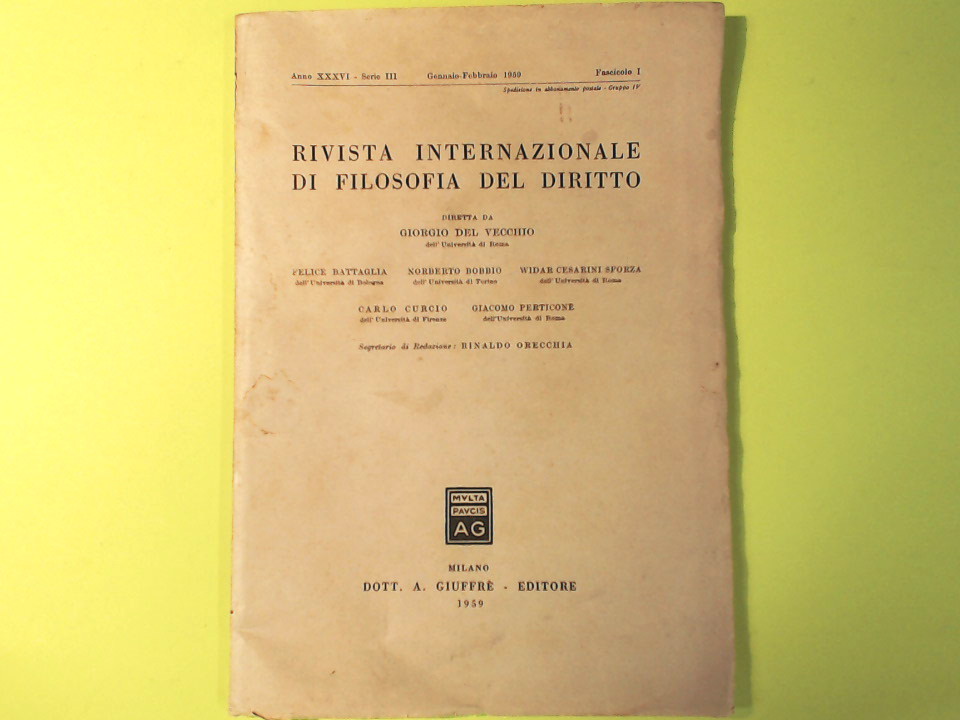 Anno XXXVI - Serie III Gennaio-Febbraio 1959 Fascicolo I
Spedizione in abbonamento postale - Gruppo IV
RIVISTA INTERNAZIONALE
DI FILOSOFIA DEL DIRITTO
DIRETTA DA
GIORGIO DEL VECCHIO
dell'Università di Roma
FELICE BATTAGLIA NORBERTO BOBBIO WIDAR CESARINI SFORZA
dell'Università di Bologna dell'Università di Torino dell'Università di Roma
CARLO CURCIO GIACOMO PERTICONE
dell'Università di Firenze dell'Università di Roma
Segretario di Redazione: RINALDO ORECCHIA
MVLTA
PAVCIS
AG
MILANO
DOTT. A. GIUFFRÈ - EDITORE
1959